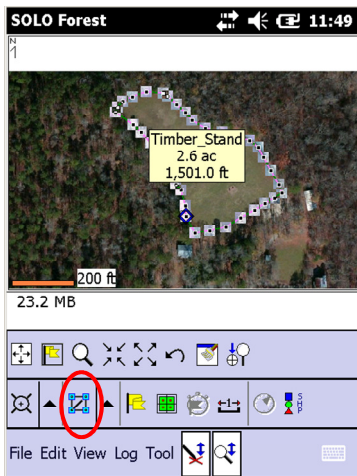 SOLO Forest 11:49
N
Timber_Stand
2.6 ac
1,501.0 ft
200 ft
23.2 MB
1
S
H
P
File Edit View Log Tool